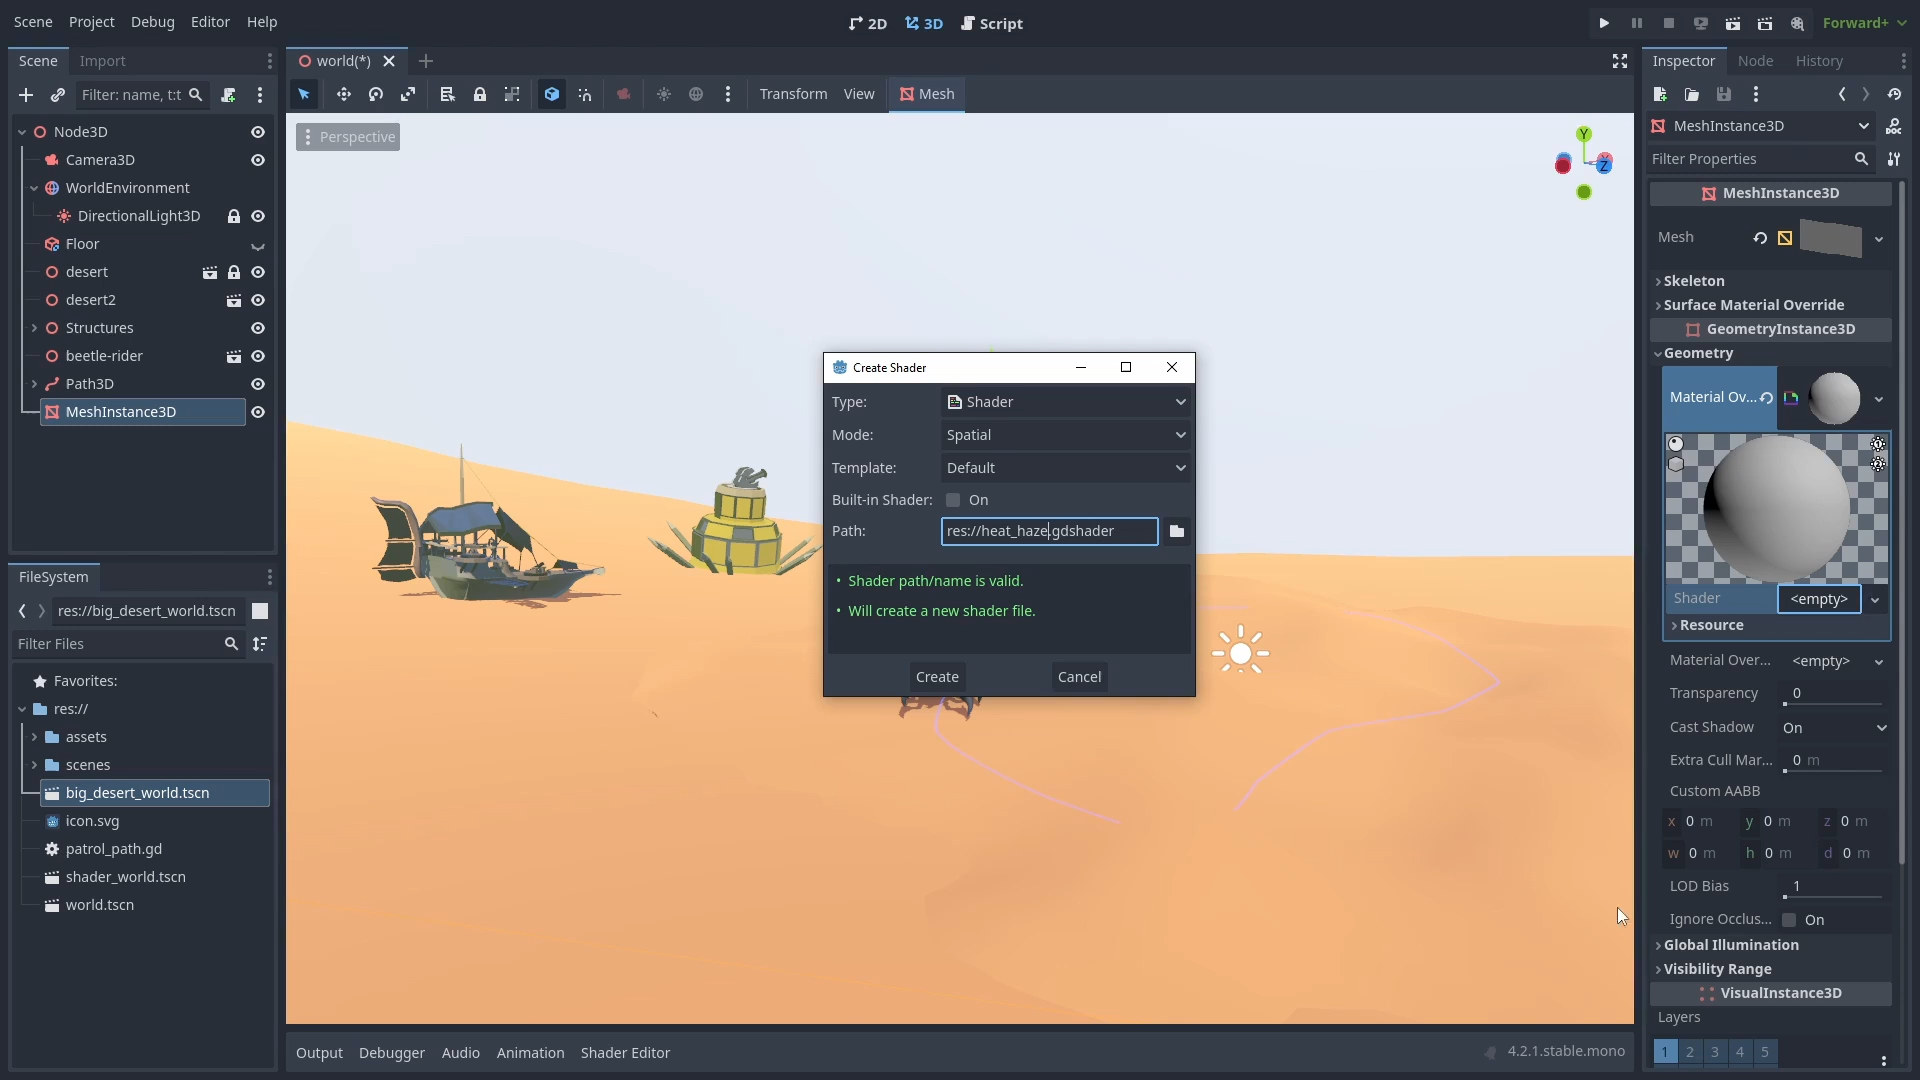 Scene Project Debug Editor Help
2D 3D Script
Forward+
Scene Import
Filter: name, t:t
Node3D
Camera3D
WorldEnvironment
DirectionalLight3D
Floor
desert
desert2
Structures
beetle-rider
Path3D
MeshInstance3D
FileSystem
res://big_desert_world.tscn
Filter Files
Favorites:
res://
assets
scenes
big_desert_world.tscn
icon.svg
patrol_path.gd
shader_world.tscn
world.tscn
world(*)
Transform View Mesh
Perspective
Y
Z
Create Shader
Type: Shader
Mode: Spatial
Template: Default
Built-in Shader: On
Path: res://heat_haze.gdshader
• Shader path/name is valid.
• Will create a new shader file.
Create Cancel
Output Debugger Audio Animation Shader Editor
4.2.1.stable.mono
Inspector Node History
MeshInstance3D
Filter Properties
MeshInstance3D
Mesh
Skeleton
Surface Material Override
GeometryInstance3D
Geometry
Material Ov...
Shader <empty>
Resource
Material Over... <empty>
Transparency 0
Cast Shadow On
Extra Cull Mar... 0 m
Custom AABB
x 0 m y 0 m z 0 m
w 0 m h 0 m d 0 m
LOD Bias 1
Ignore Occlus... On
Global Illumination
Visibility Range
VisualInstance3D
Layers
1 2 3 4 5